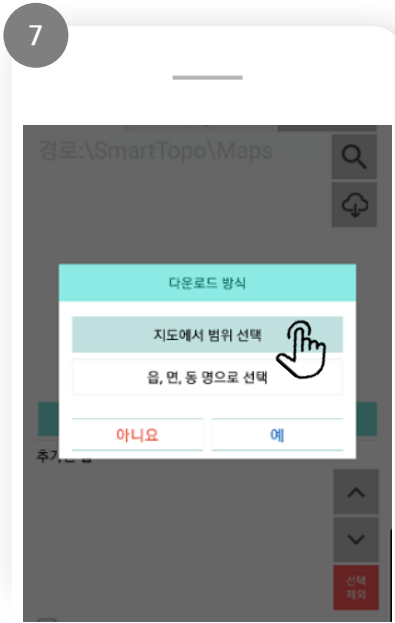 7
경로:\SmartTopo\Maps
다운로드 방식
지도에서 범위 선택
읍, 면, 동 명으로 선택
아니요
예
선택
제외